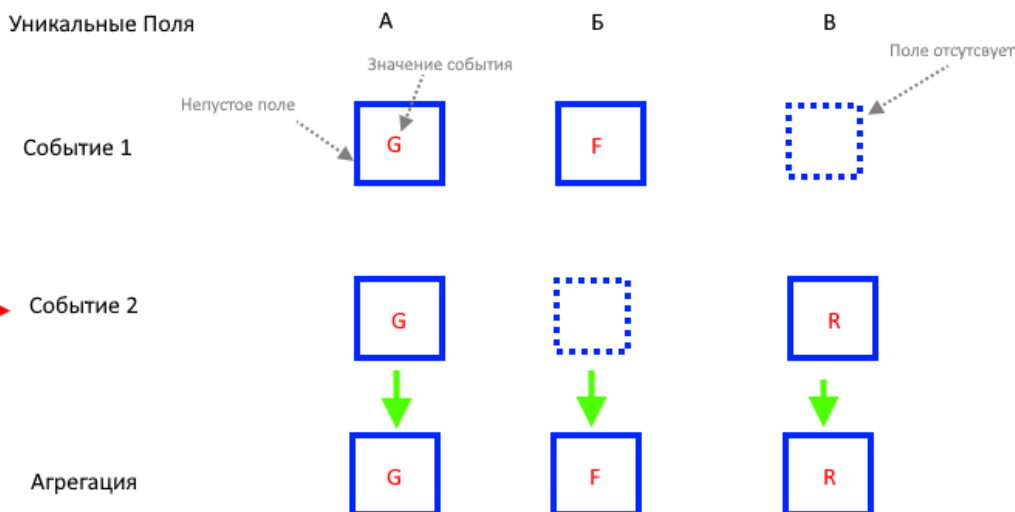 Уникальные Поля А Б В
Поле отсутсвует
Значение события
Непустое поле
Событие 1 G F
Событие 2 G R
Агрегация G F R